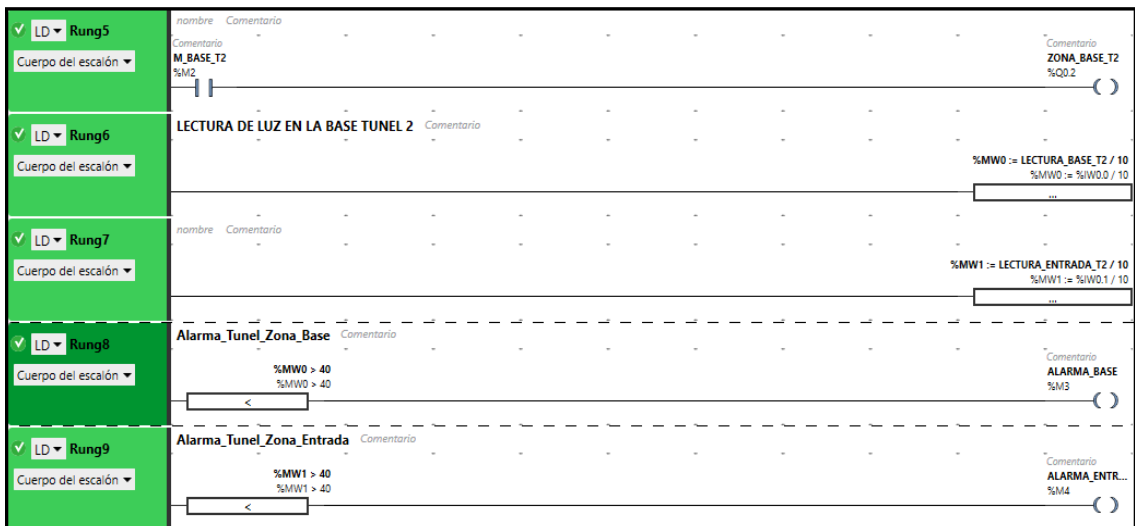 LD Rung5
Cuerpo del escalón
nombre Comentario
Comentario
M_BASE_T2
%M2
Comentario
ZONA_BASE_T2
%Q0.2
LD Rung6
Cuerpo del escalón
LECTURA DE LUZ EN LA BASE TUNEL 2 Comentario
%MW0 := LECTURA_BASE_T2 / 10
%MW0 := %IW0.0 / 10
...
LD Rung7
Cuerpo del escalón
nombre Comentario
%MW1 := LECTURA_ENTRADA_T2 / 10
%MW1 := %IW0.1 / 10
...
LD Rung8
Cuerpo del escalón
Alarma_Tunel_Zona_Base Comentario
%MW0 > 40
%MW0 > 40
<
Comentario
ALARMA_BASE
%M3
LD Rung9
Cuerpo del escalón
Alarma_Tunel_Zona_Entrada Comentario
%MW1 > 40
%MW1 > 40
<
Comentario
ALARMA_ENTR...
%M4